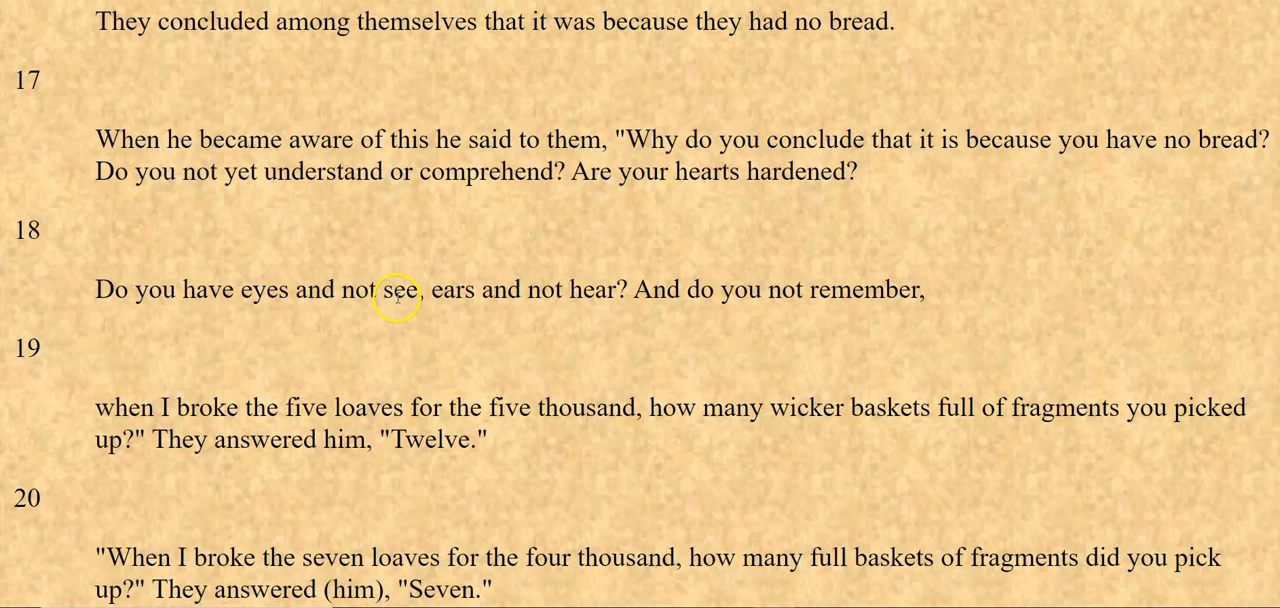 They concluded among themselves that it was because they had no bread.
17
When he became aware of this he said to them, "Why do you conclude that it is because you have no bread?
Do you not yet understand or comprehend? Are your hearts hardened?
18
Do you have eyes and not see, ears and not hear? And do you not remember,
19
when I broke the five loaves for the five thousand, how many wicker baskets full of fragments you picked
up?" They answered him, "Twelve."
20
"When I broke the seven loaves for the four thousand, how many full baskets of fragments did you pick
up?" They answered (him), "Seven."